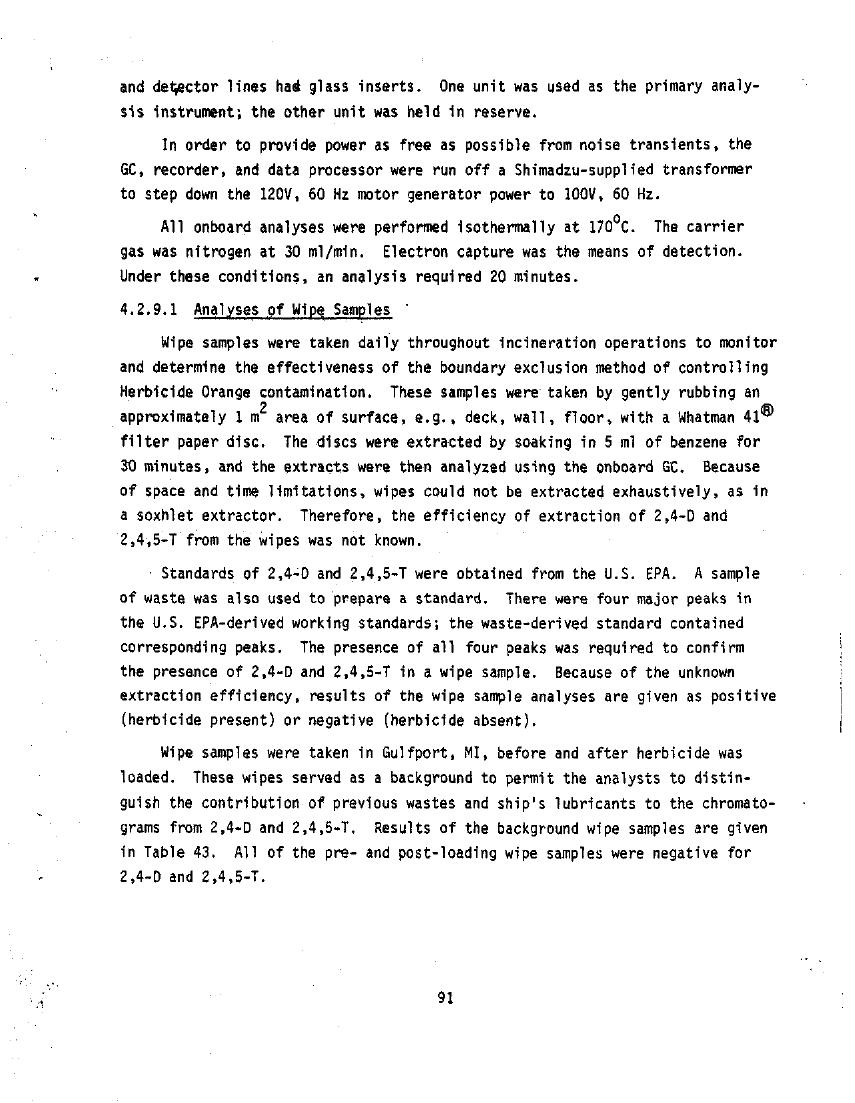 and detector lines had glass inserts. One unit was used as the primary analy-
sis instrument; the other unit was held in reserve.
In order to provide power as free as possible from noise transients, the
GC, recorder, and data processor were run off a Shimadzu-supplied transformer
to step down the 120V, 60 Hz motor generator power to 100V, 60 Hz.
All onboard analyses were performed isothermally at 170⁰C. The carrier
gas was nitrogen at 30 ml/min. Electron capture was the means of detection.
Under these conditions, an analysis required 20 minutes.
4.2.9.1 Analyses of Wipe Samples
Wipe samples were taken daily throughout incineration operations to monitor
and determine the effectiveness of the boundary exclusion method of controlling
Herbicide Orange contamination. These samples were taken by gently rubbing an
approximately 1 m² area of surface, e.g., deck, wall, floor, with a Whatman 41®
filter paper disc. The discs were extracted by soaking in 5 ml of benzene for
30 minutes, and the extracts were then analyzed using the onboard GC. Because
of space and time limitations, wipes could not be extracted exhaustively, as in
a soxhlet extractor. Therefore, the efficiency of extraction of 2,4-D and
2,4,5-T from the wipes was not known.
Standards of 2,4-D and 2,4,5-T were obtained from the U.S. EPA. A sample
of waste was also used to prepare a standard. There were four major peaks in
the U.S. EPA-derived working standards; the waste-derived standard contained
corresponding peaks. The presence of all four peaks was required to confirm
the presence of 2,4-D and 2,4,5-T in a wipe sample. Because of the unknown
extraction efficiency, results of the wipe sample analyses are given as positive
(herbicide present) or negative (herbicide absent).
Wipe samples were taken in Gulfport, MI, before and after herbicide was
loaded. These wipes served as a background to permit the analysts to distin-
guish the contribution of previous wastes and ship's lubricants to the chromato-
grams from 2,4-D and 2,4,5-T. Results of the background wipe samples are given
in Table 43. All of the pre- and post-loading wipe samples were negative for
2,4-D and 2,4,5-T.
91